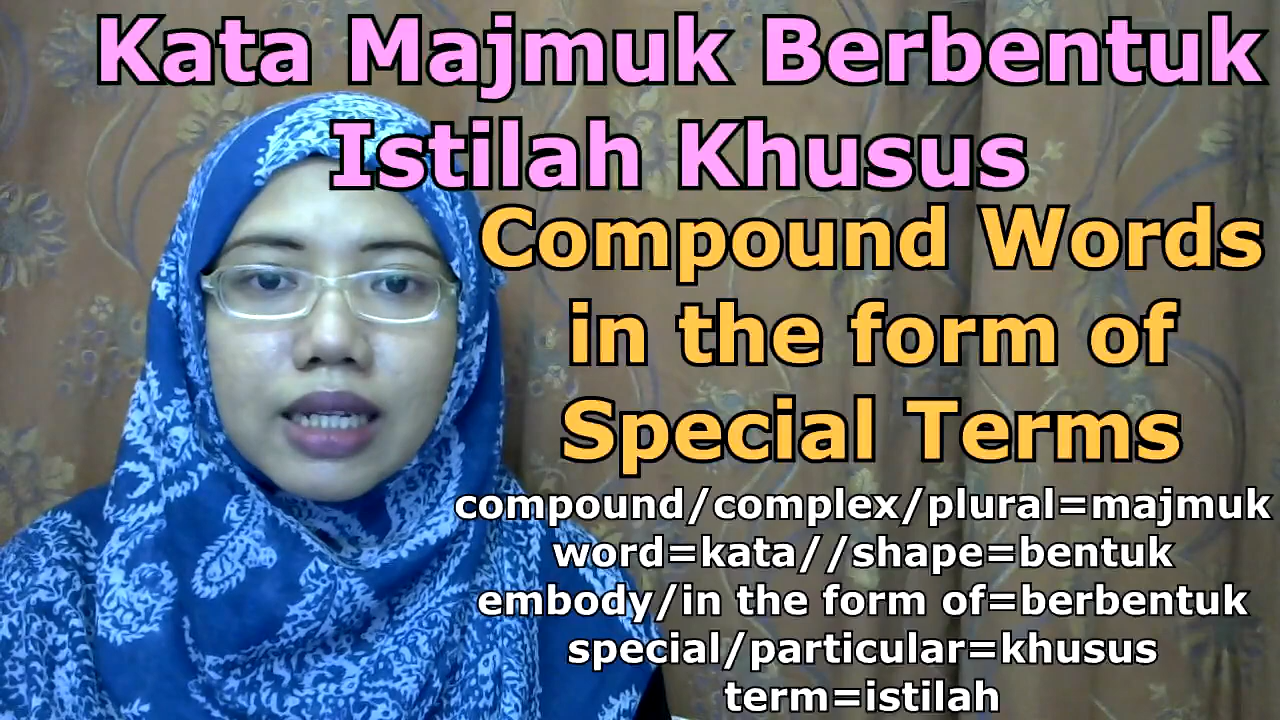 Kata Majmuk Berbentuk
Istilah Khusus
Compound Words
in the form of
Special Terms
compound/complex/plural=majmuk
word=kata//shape=bentuk
embody/in the form of=berbentuk
special/particular=khusus
term=istilah